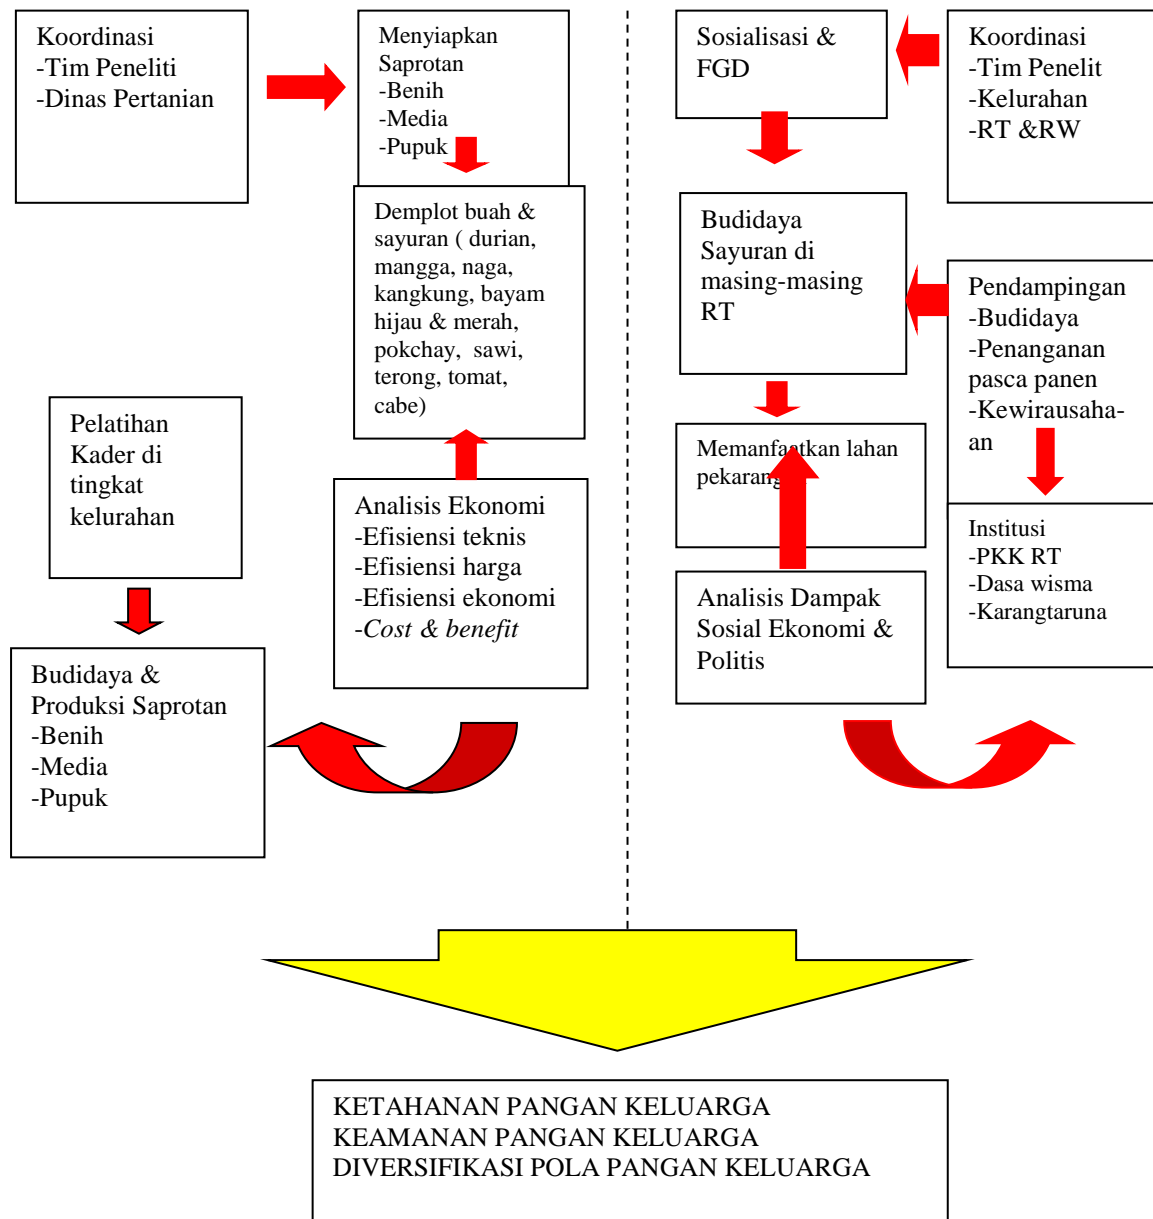 Koordinasi
-Tim Peneliti
-Dinas Pertanian
Menyiapkan
Saprotan
-Benih
-Media
-Pupuk
Demplot buah &
sayuran ( durian,
mangga, naga,
kangkung, bayam
hijau & merah,
pokchay, sawi,
terong, tomat,
cabe)
Pelatihan
Kader di
tingkat
kelurahan
Analisis Ekonomi
-Efisiensi teknis
-Efisiensi harga
-Efisiensi ekonomi
-Cost & benefit
Budidaya &
Produksi Saprotan
-Benih
-Media
-Pupuk
Sosialisasi &
FGD
Koordinasi
-Tim Penelit
-Kelurahan
-RT &RW
Budidaya
Sayuran di
masing-masing
RT
Pendampingan
-Budidaya
-Penanganan
pasca panen
-Kewirausaha-
an
Memanfaatkan lahan
pekarang
Institusi
-PKK RT
-Dasa wisma
-Karangtaruna
Analisis Dampak
Sosial Ekonomi &
Politis
KETAHANAN PANGAN KELUARGA
KEAMANAN PANGAN KELUARGA
DIVERSIFIKASI POLA PANGAN KELUARGA